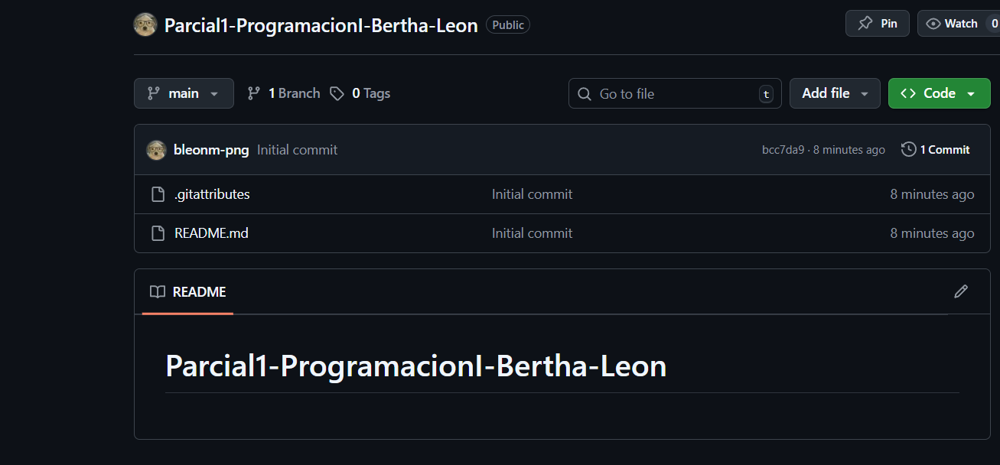 Parcial1-ProgramacionI-Bertha-Leon Public Pin Watch 0
main 1 Branch 0 Tags Go to file t Add file Code
bleonm-png Initial commit bcc7da9 · 8 minutes ago 1 Commit
.gitattributes Initial commit 8 minutes ago
README.md Initial commit 8 minutes ago
README
Parcial1-ProgramacionI-Bertha-Leon